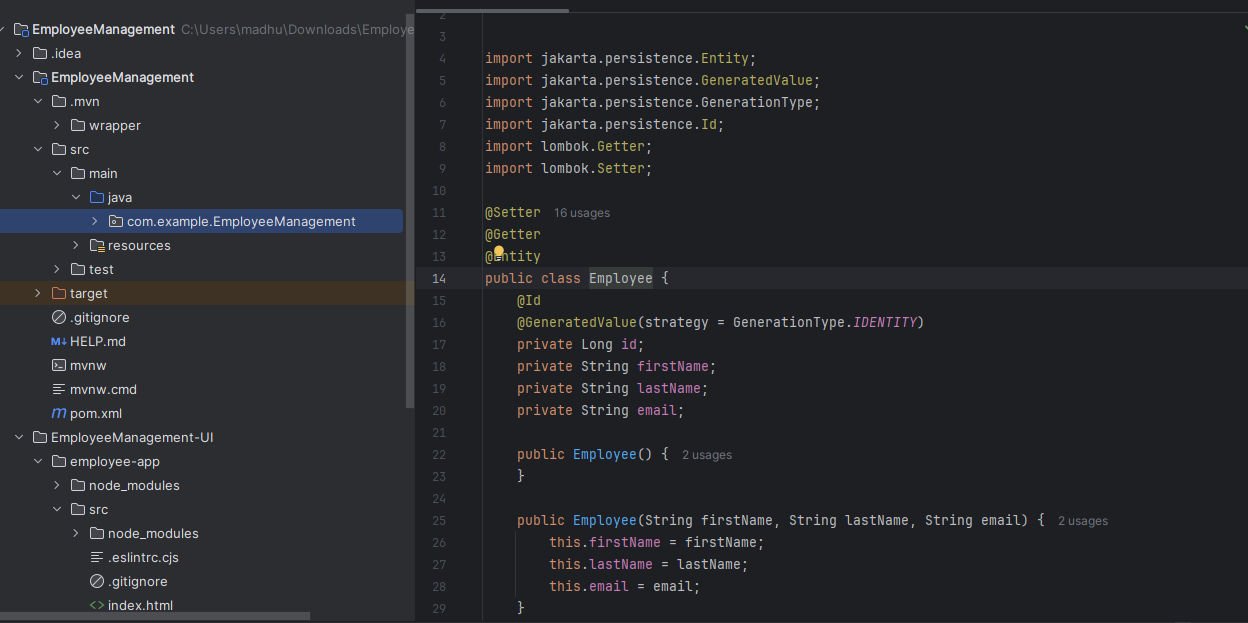 EmployeeManagement C:\Users\madhu\Downloads\Employe
.idea
EmployeeManagement
.mvn
wrapper
src
main
java
com.example.EmployeeManagement
resources
test
target
.gitignore
M↓ HELP.md
mvnw
mvnw.cmd
m pom.xml
EmployeeManagement-UI
employee-app
node_modules
src
node_modules
.eslintrc.cjs
.gitignore
<> index.html
2
3
4 import jakarta.persistence.Entity;
5 import jakarta.persistence.GeneratedValue;
6 import jakarta.persistence.GenerationType;
7 import jakarta.persistence.Id;
8 import lombok.Getter;
9 import lombok.Setter;
10
11 @Setter 16 usages
12 @Getter
13 @Entity
14 public class Employee {
15 @Id
16 @GeneratedValue(strategy = GenerationType.IDENTITY)
17 private Long id;
18 private String firstName;
19 private String lastName;
20 private String email;
21
22 public Employee() { 2 usages
23 }
24
25 public Employee(String firstName, String lastName, String email) { 2 usages
26 this.firstName = firstName;
27 this.lastName = lastName;
28 this.email = email;
29 }